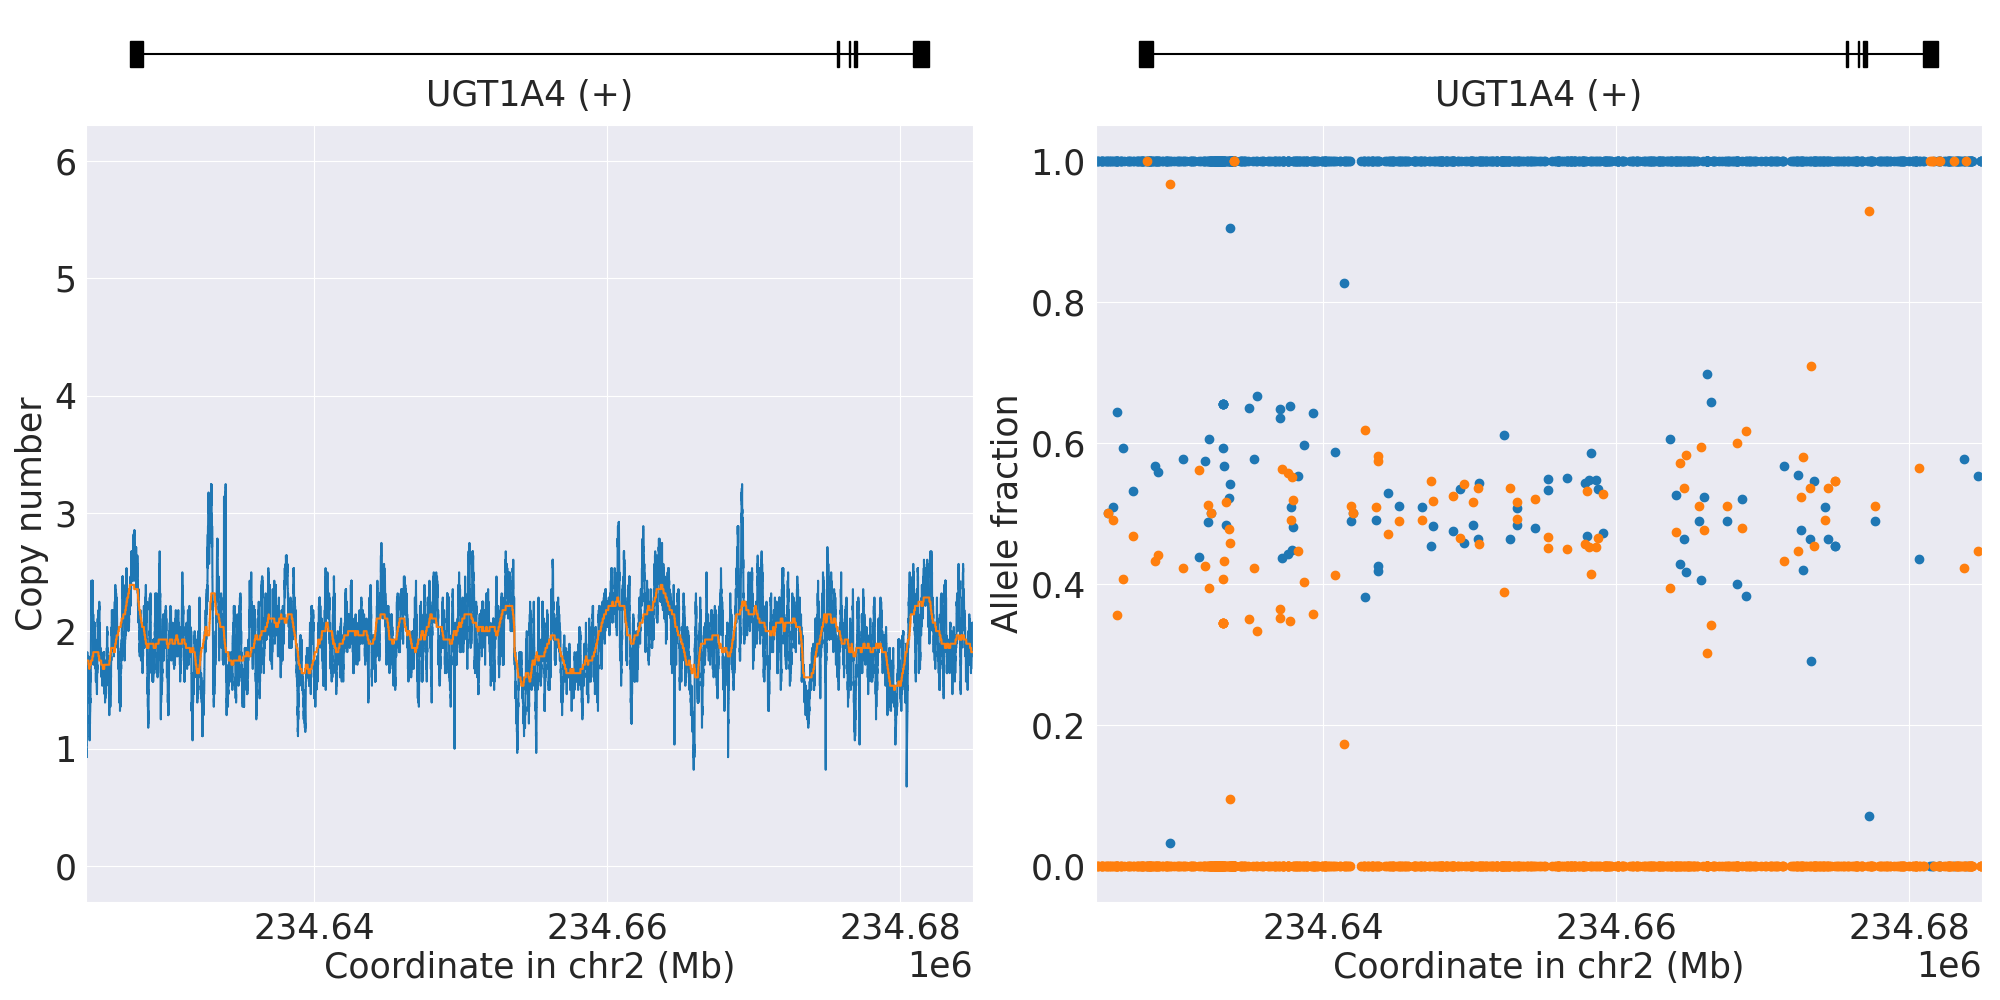 UGT1A4 (+)
6
5
4
3
2
1
0
Copy number
234.64 234.66 234.68
Coordinate in chr2 (Mb) 1e6
UGT1A4 (+)
1.0
0.8
0.6
0.4
0.2
0.0
Allele fraction
234.64 234.66 234.68
Coordinate in chr2 (Mb) 1e6